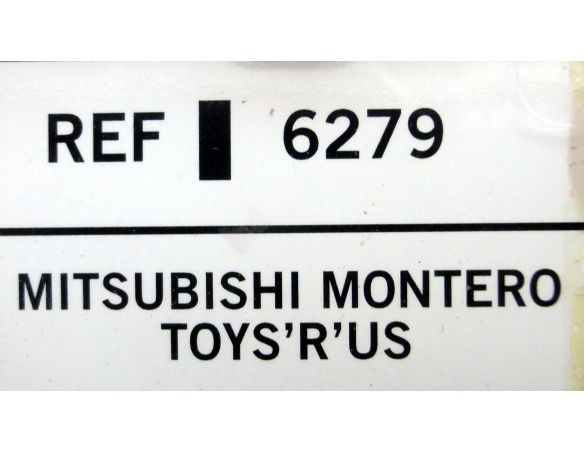 REF 6279
MITSUBISHI MONTERO
TOYS'R'US